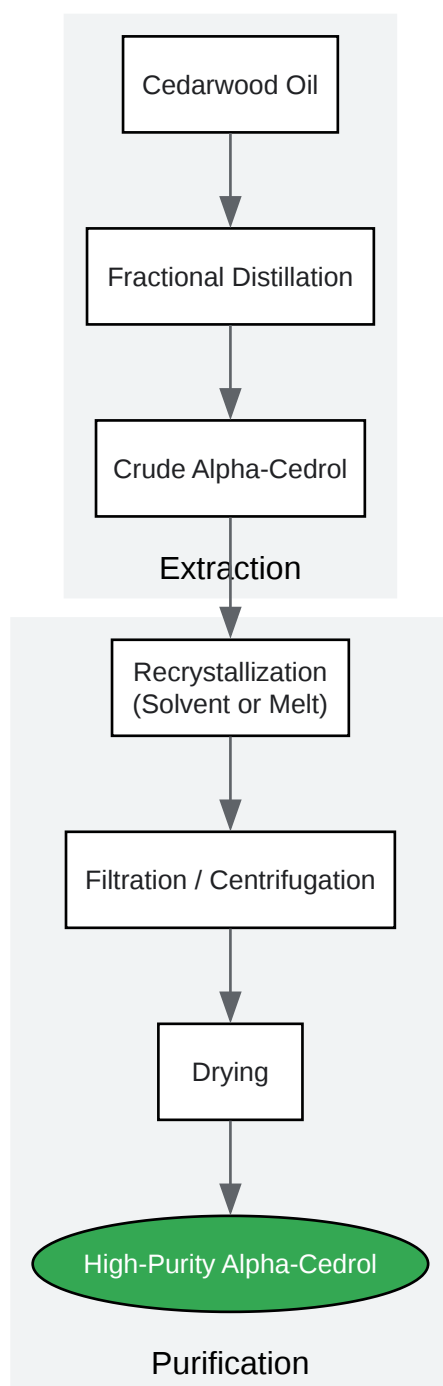 Cedarwood Oil
Fractional Distillation
Crude Alpha-Cedrol
Extraction
Recrystallization
(Solvent or Melt)
Filtration / Centrifugation
Drying
High-Purity Alpha-Cedrol
Purification